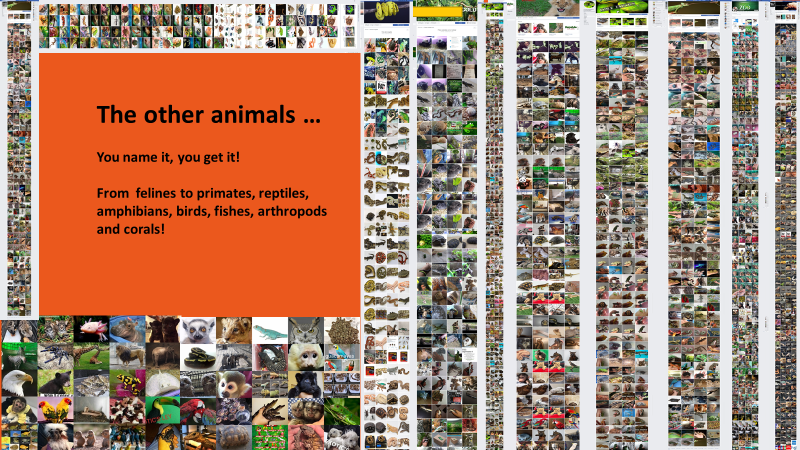 The other animals ...
You name it, you get it!
From  felines to primates, reptiles,
amphibians, birds, fishes, arthropods
and corals!